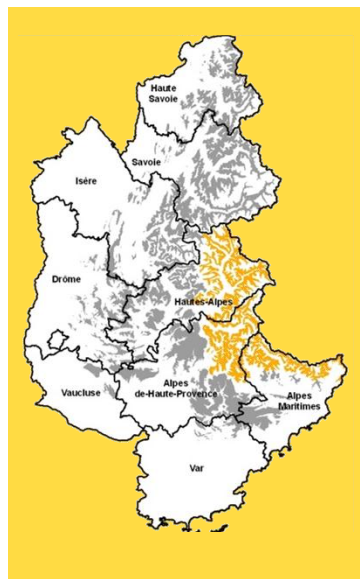 Haute
Savoie
Savoie
Isère
Drôme
Hautes-Alpes
Vaucluse
Alpes
de-Haute-Provence
Alpes
Maritimes
Var